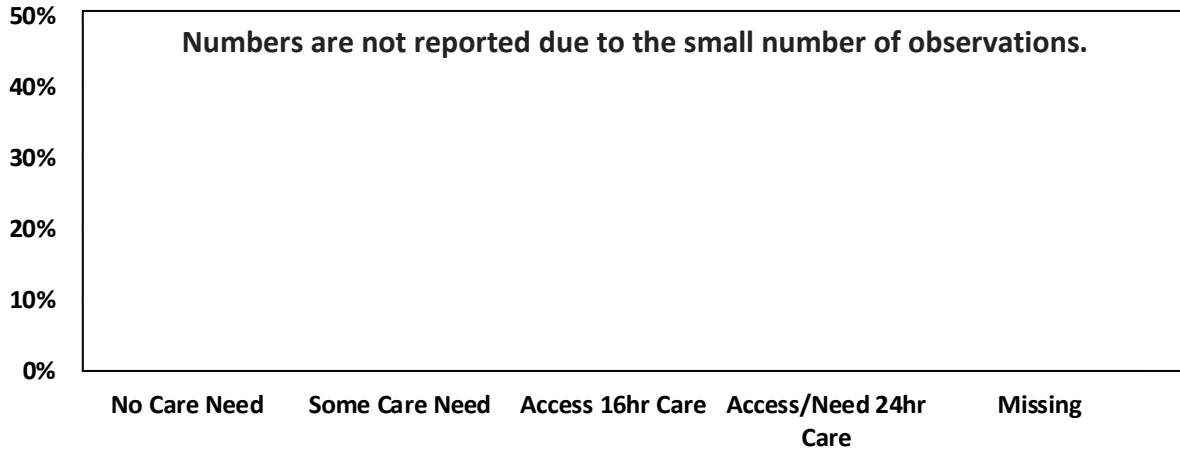 50%
Numbers are not reported due to the small number of observations.
40%
30%
20%
10%
0%
No Care Need Some Care Need Access 16hr Care Access/Need 24hr Missing
Care